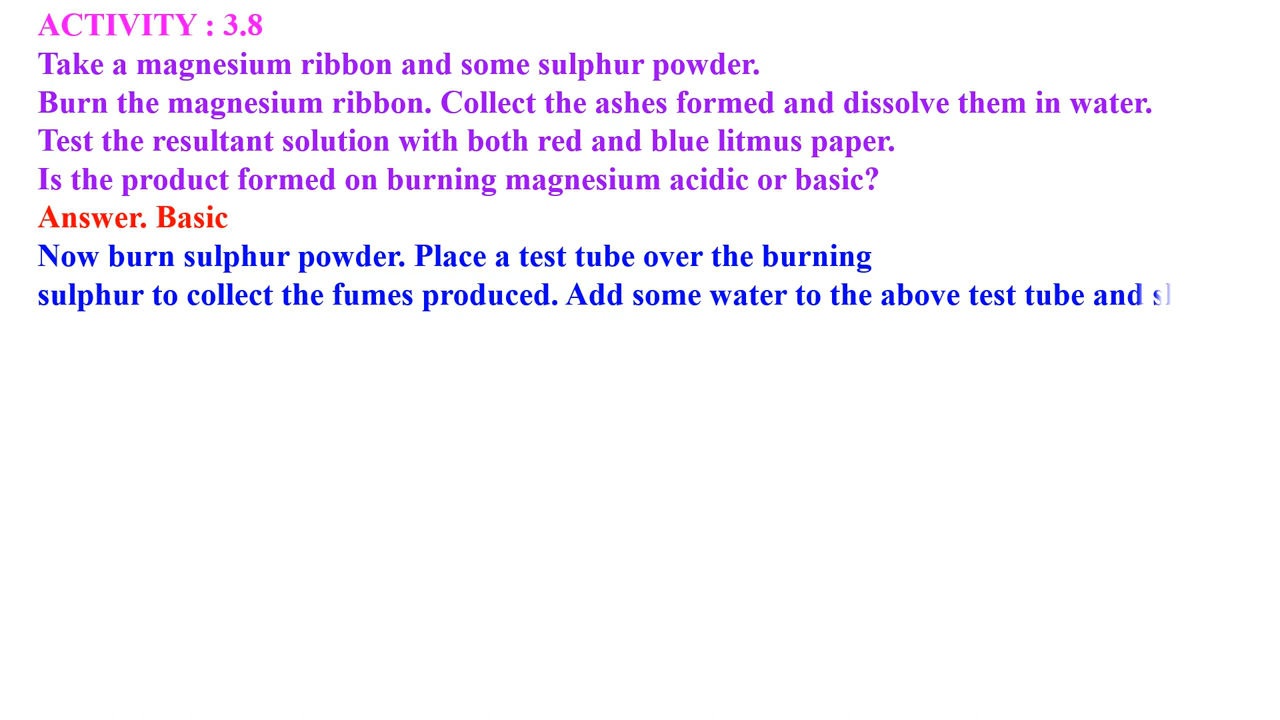 ACTIVITY : 3.8
Take a magnesium ribbon and some sulphur powder.
Burn the magnesium ribbon. Collect the ashes formed and dissolve them in water.
Test the resultant solution with both red and blue litmus paper.
Is the product formed on burning magnesium acidic or basic?
Answer. Basic
Now burn sulphur powder. Place a test tube over the burning
sulphur to collect the fumes produced. Add some water to the above test tube and